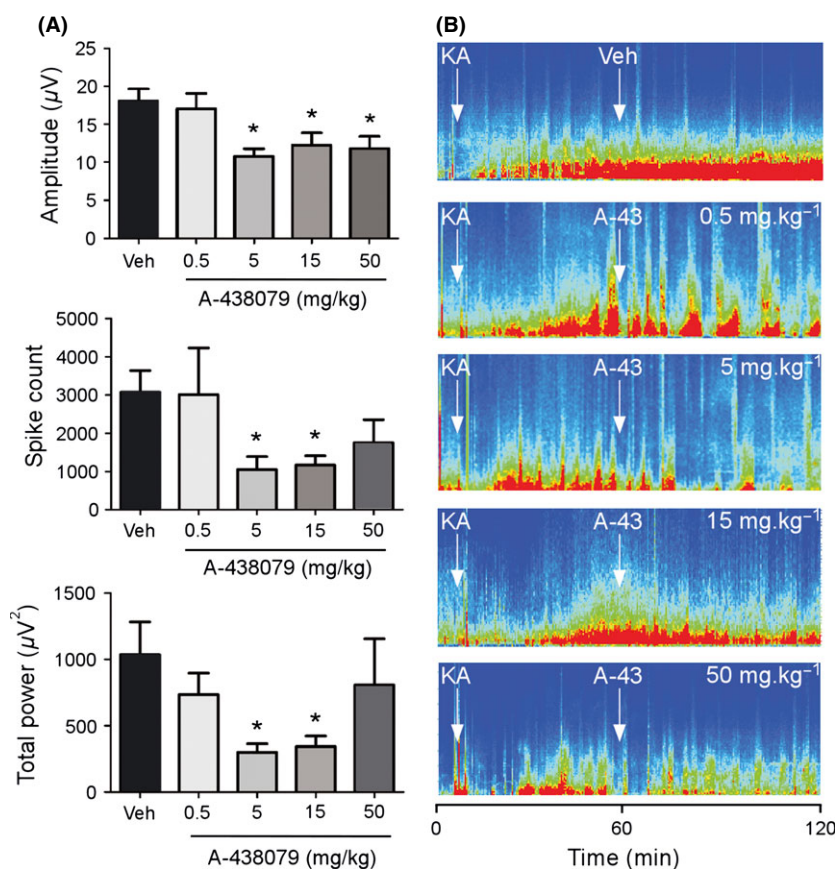 (A)
Amplitude (µV)
25
20
15
10
5
0
* * *
Veh 0.5 5 15 50
A-438079 (mg/kg)
Spike count
5000
4000
3000
2000
1000
0
* *
Veh 0.5 5 15 50
A-438079 (mg/kg)
Total power (µV²)
1500
1000
500
0
* *
Veh 0.5 5 15 50
A-438079 (mg/kg)
(B)
KA Veh
KA A-43 0.5 mg.kg⁻¹
KA A-43 5 mg.kg⁻¹
KA A-43 15 mg.kg⁻¹
KA A-43 50 mg.kg⁻¹
0 60 120
Time (min)